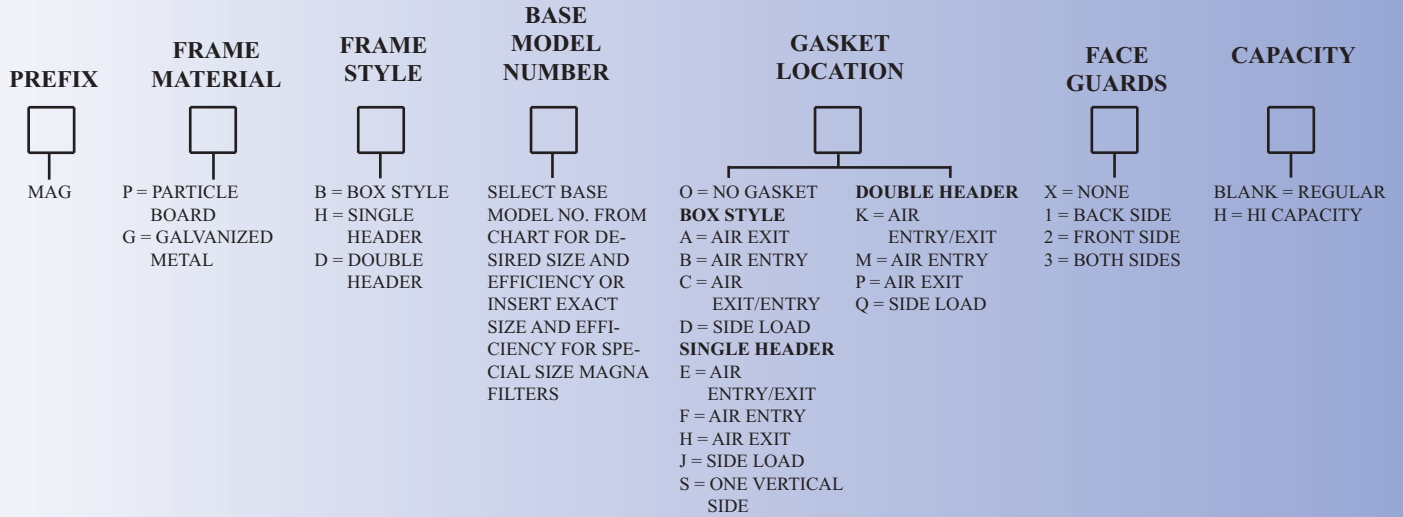 PREFIX
MAG
FRAME
MATERIAL
P = PARTICLE
BOARD
G = GALVANIZED
METAL
FRAME
STYLE
B = BOX STYLE
H = SINGLE
HEADER
D = DOUBLE
HEADER
BASE
MODEL
NUMBER
SELECT BASE
MODEL NO. FROM
CHART FOR DE-
SIRED SIZE AND
EFFICIENCY OR
INSERT EXACT
SIZE AND EFFI-
CIENCY FOR SPE-
CIAL SIZE MAGNA
FILTERS
GASKET
LOCATION
O = NO GASKET
BOX STYLE
A = AIR EXIT
B = AIR ENTRY
C = AIR
EXIT/ENTRY
D = SIDE LOAD
SINGLE HEADER
E = AIR
ENTRY/EXIT
F = AIR ENTRY
H = AIR EXIT
J = SIDE LOAD
S = ONE VERTICAL
SIDE
DOUBLE HEADER
K = AIR
ENTRY/EXIT
M = AIR ENTRY
P = AIR EXIT
Q = SIDE LOAD
FACE
GUARDS
X = NONE
1 = BACK SIDE
2 = FRONT SIDE
3 = BOTH SIDES
CAPACITY
BLANK = REGULAR
H = HI CAPACITY